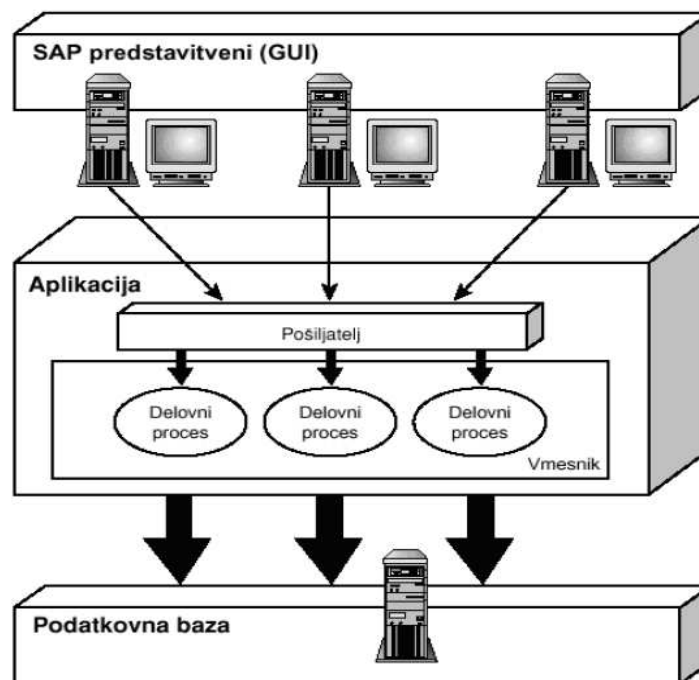 SAP predstavitveni (GUI)
Aplikacija
Pošiljatelj
Delovni
proces
Delovni
proces
Delovni
proces
Vmesnik
Podatkovna baza